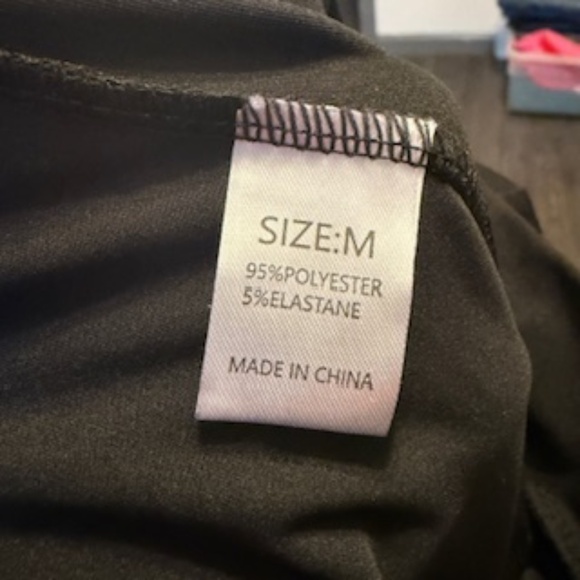 SIZE:M
95%POLYESTER
5%ELASTANE
MADE IN CHINA